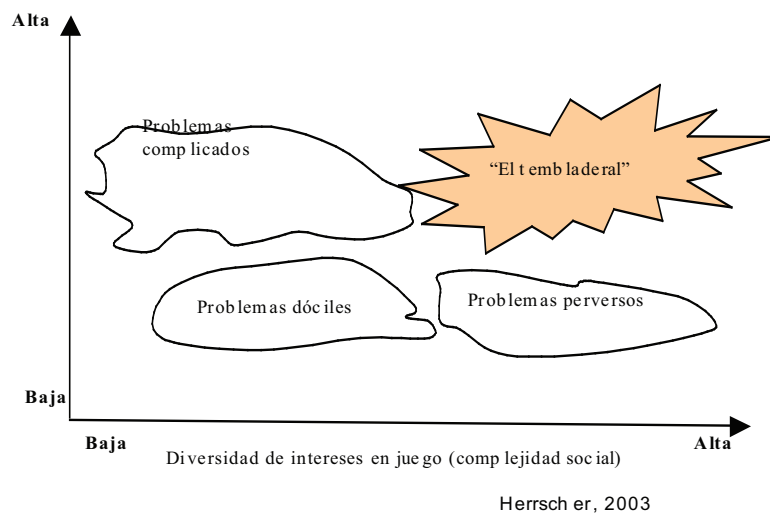 Alta
Problemas
complicados
“El tembladeral”
Problemas dóciles
Problemas perversos
Baja
Baja
Alta
Diversidad de intereses en juego (complejidad social)
Herrscher, 2003